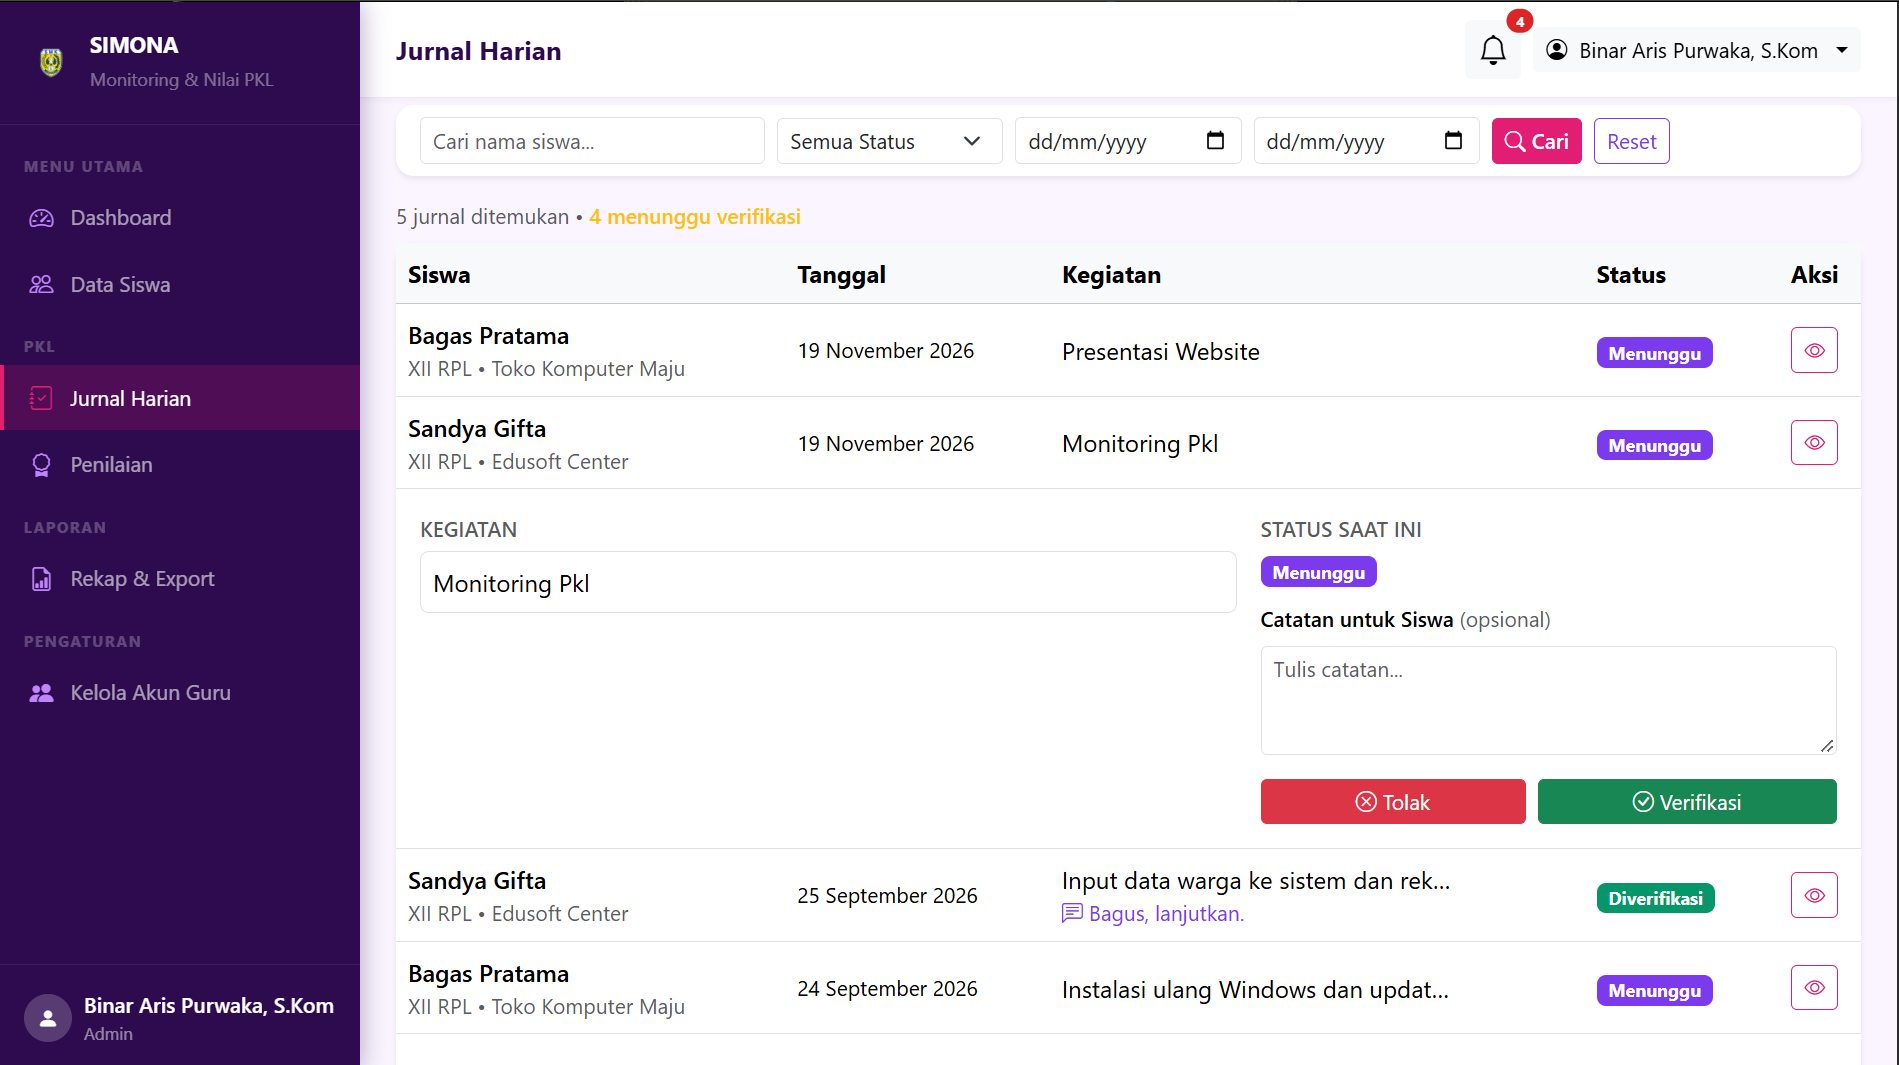 SIMONA
Monitoring & Nilai PKL
MENU UTAMA
Dashboard
Data Siswa
PKL
Jurnal Harian
Penilaian
LAPORAN
Rekap & Export
PENGATURAN
Kelola Akun Guru
Binar Aris Purwaka, S.Kom
Admin
Jurnal Harian
4
Binar Aris Purwaka, S.Kom
Cari nama siswa...
Semua Status
dd/mm/yyyy
dd/mm/yyyy
Cari
Reset
5 jurnal ditemukan • 4 menunggu verifikasi
Siswa Tanggal Kegiatan Status Aksi
Bagas Pratama
XII RPL • Toko Komputer Maju
19 November 2026
Presentasi Website
Menunggu
Sandya Gifta
XII RPL • Edusoft Center
19 November 2026
Monitoring Pkl
Menunggu
KEGIATAN
Monitoring Pkl
STATUS SAAT INI
Menunggu
Catatan untuk Siswa (opsional)
Tulis catatan...
Tolak
Verifikasi
Sandya Gifta
XII RPL • Edusoft Center
25 September 2026
Input data warga ke sistem dan rek...
Bagus, lanjutkan.
Diverifikasi
Bagas Pratama
XII RPL • Toko Komputer Maju
24 September 2026
Instalasi ulang Windows dan updat...
Menunggu